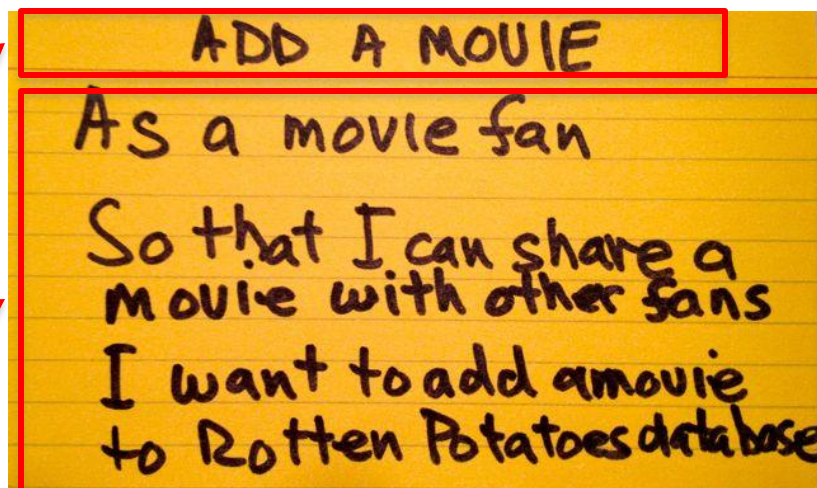 ADD A MOVIE
As a movie fan
So that I can share a
movie with other fans
I want to add a movie
to Rotten Potatoes database